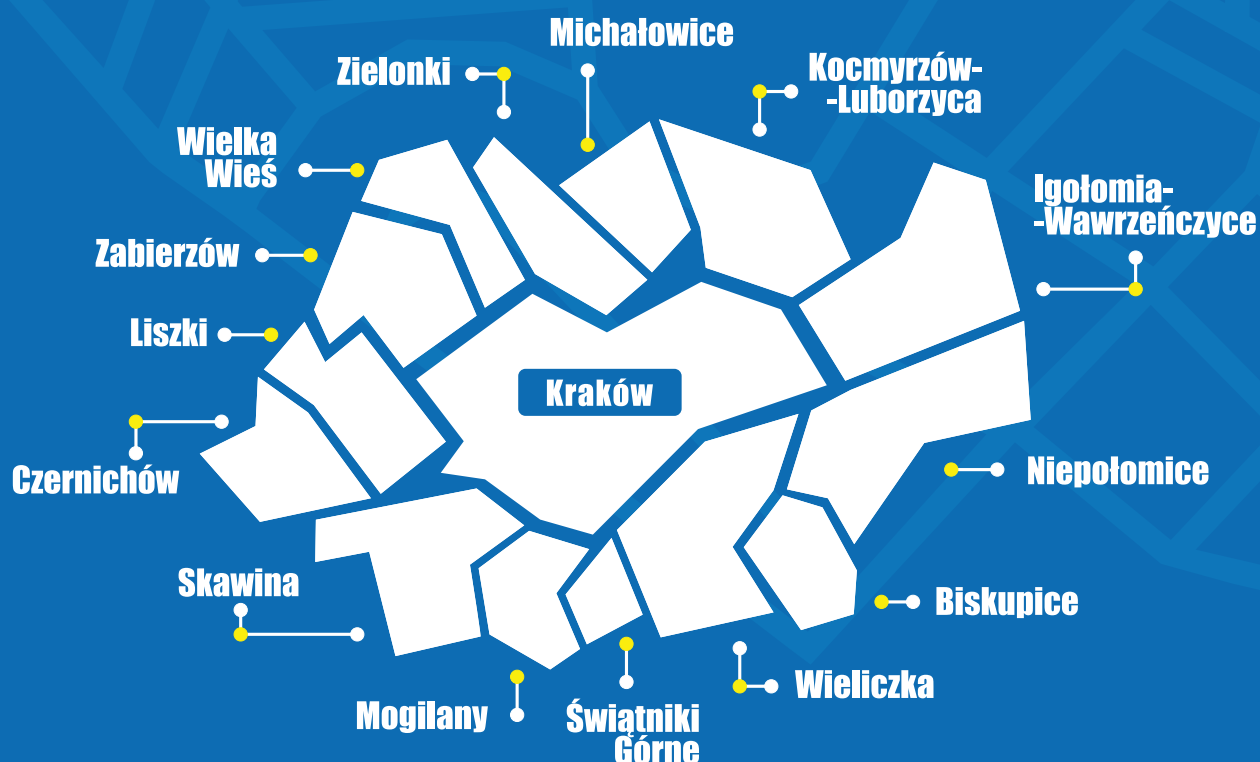 Michałowice
Zielonki
Kocmyrzów-
-Luborzyca
Wielka
Wieś
Igołomia-
-Wawrzeńczyce
Zabierzów
Liszki
Kraków
Czernichów
Niepołomice
Skawina
Biskupice
Wieliczka
Mogilany
Świątniki
Górne